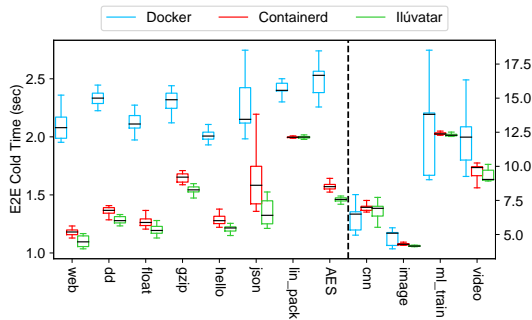 Docker Containerd Ilúvatar
E2E Cold Time (sec)
2.5
2.0
1.5
1.0
17.5
15.0
12.5
10.0
7.5
5.0
web
dd
float
gzip
hello
json
lin_pack
AES
cnn
image
ml_train
video